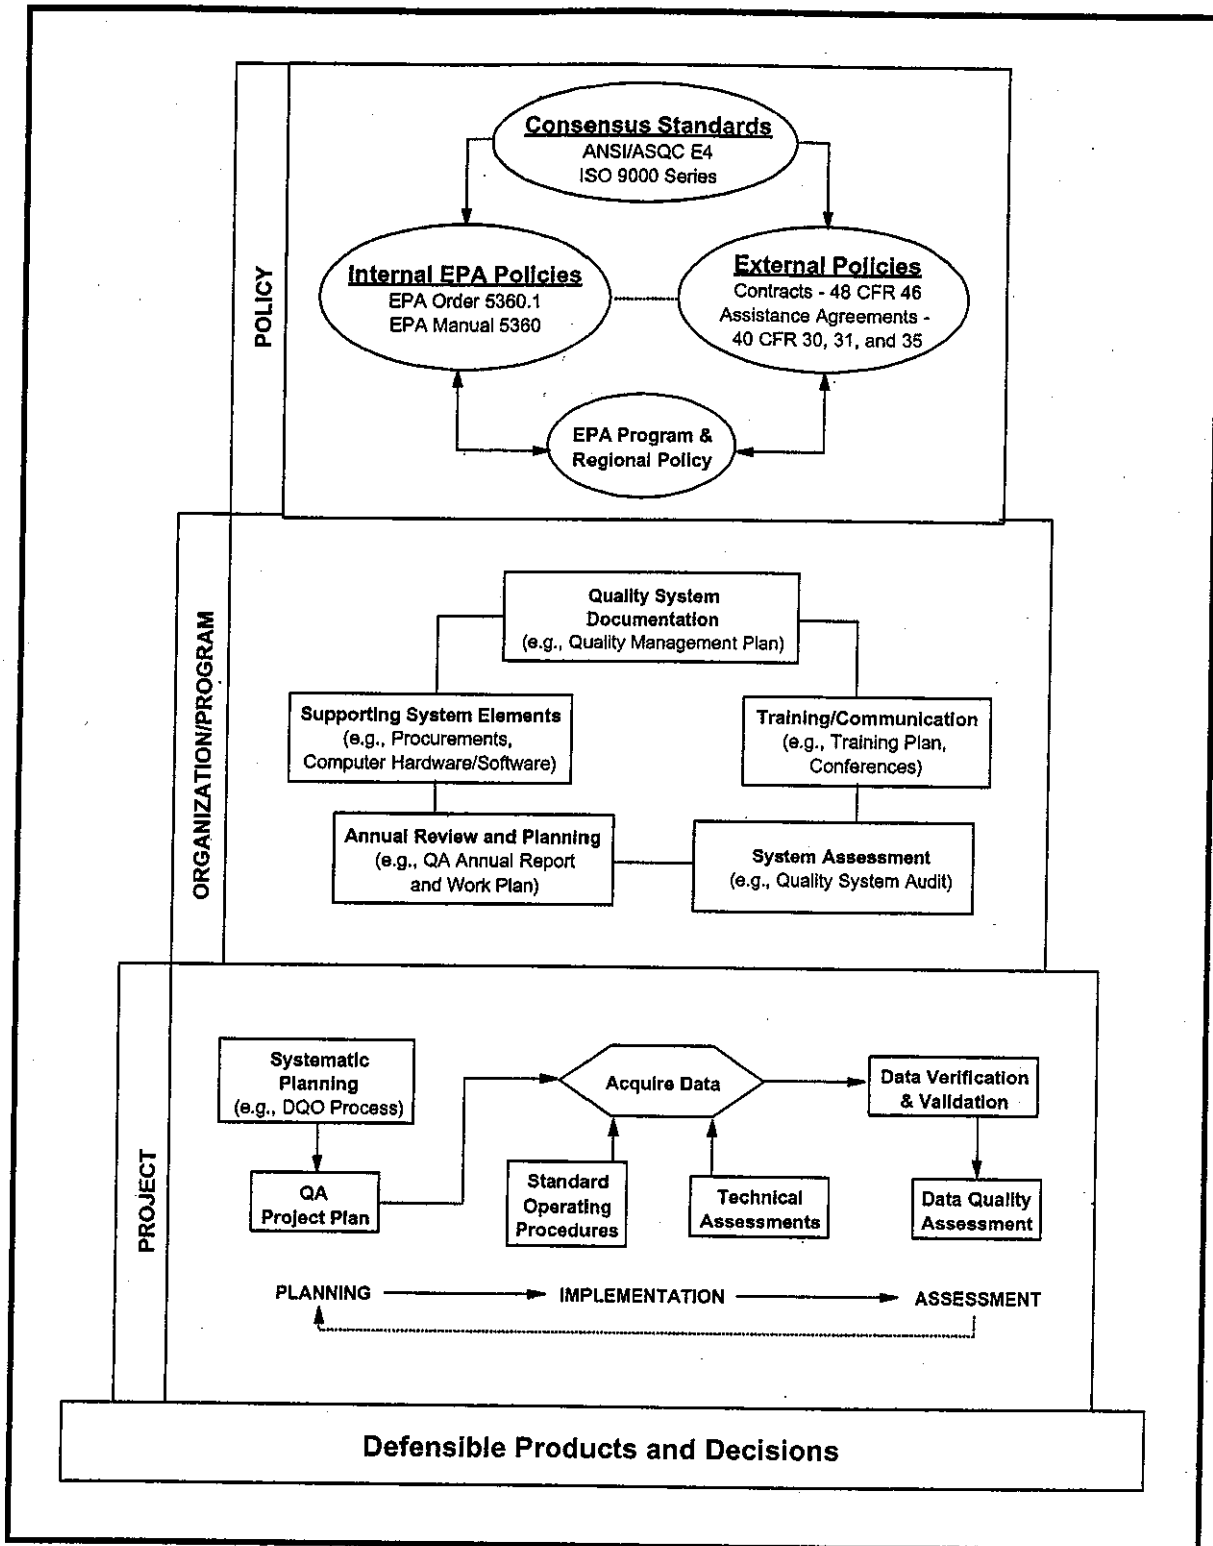 POLICY
Consensus Standards
ANSI/ASQC E4
ISO 9000 Series
Internal EPA Policies
EPA Order 5360.1
EPA Manual 5360
External Policies
Contracts - 48 CFR 46
Assistance Agreements -
40 CFR 30, 31, and 35
EPA Program &
Regional Policy
ORGANIZATION/PROGRAM
Quality System
Documentation
(e.g., Quality Management Plan)
Supporting System Elements
(e.g., Procurements,
Computer Hardware/Software)
Training/Communication
(e.g., Training Plan,
Conferences)
Annual Review and Planning
(e.g., QA Annual Report
and Work Plan)
System Assessment
(e.g., Quality System Audit)
PROJECT
Systematic
Planning
(e.g., DQO Process)
QA
Project Plan
Acquire Data
Standard
Operating
Procedures
Technical
Assessments
Data Verification
& Validation
Data Quality
Assessment
PLANNING
IMPLEMENTATION
ASSESSMENT
Defensible Products and Decisions